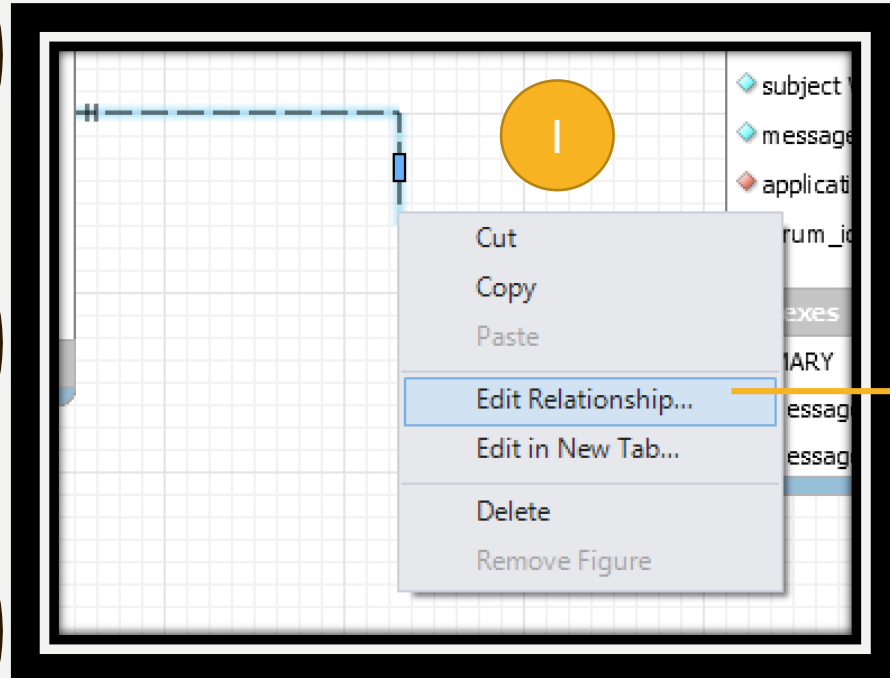 subject
message
applicati
rum_id
exes
MARY
essag
essag
I
Cut
Copy
Paste
Edit Relationship...
Edit in New Tab...
Delete
Remove Figure